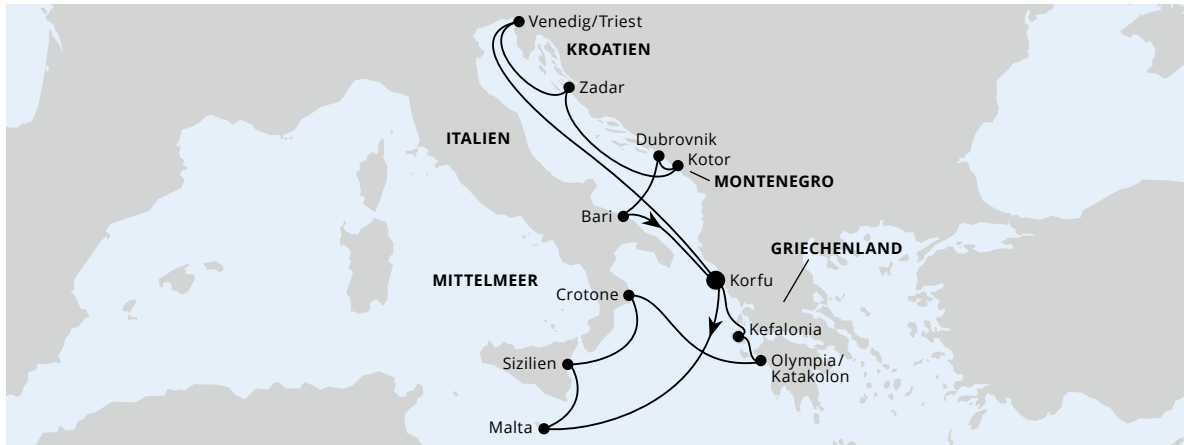 Venedig/Triest
KROATIEN
Zadar
ITALIEN
Dubrovnik
Kotor
MONTENEGRO
Bari
GRIECHENLAND
MITTELMEER
Korfu
Crotone
Kefalonia
Sizilien
Olympia/
Katakolon
Malta